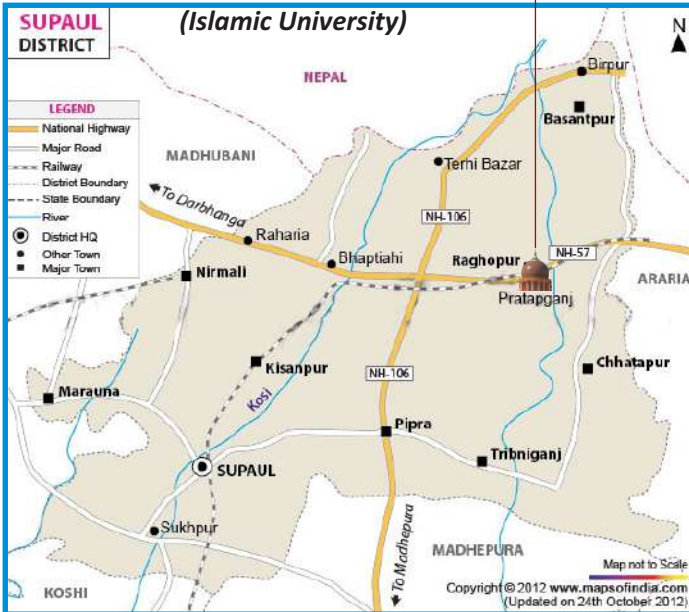 SUPAUL
DISTRICT
(Islamic University)
N
NEPAL
Birpur
Basantpur
LEGEND
National Highway
Major Road
Railway
District Boundary
State Boundary
River
District HQ
Other Town
Major Town
MADHUBANI
To Darbhanga
Terhi Bazar
NH-106
Raharia
Bhaptiahi
Raghopur
NH-57
Nirmali
Pratapganj
ARARIA
Kisanpur
NH-106
Chhatapur
Marauna
Kosi
Pipra
Tribniganj
SUPAUL
Sukhpur
MADHEPURA
To Madhepura
KOSHI
Map not to Scale
Copyright © 2012 www.mapsofindia.com
(Updated on 24th October 2012)